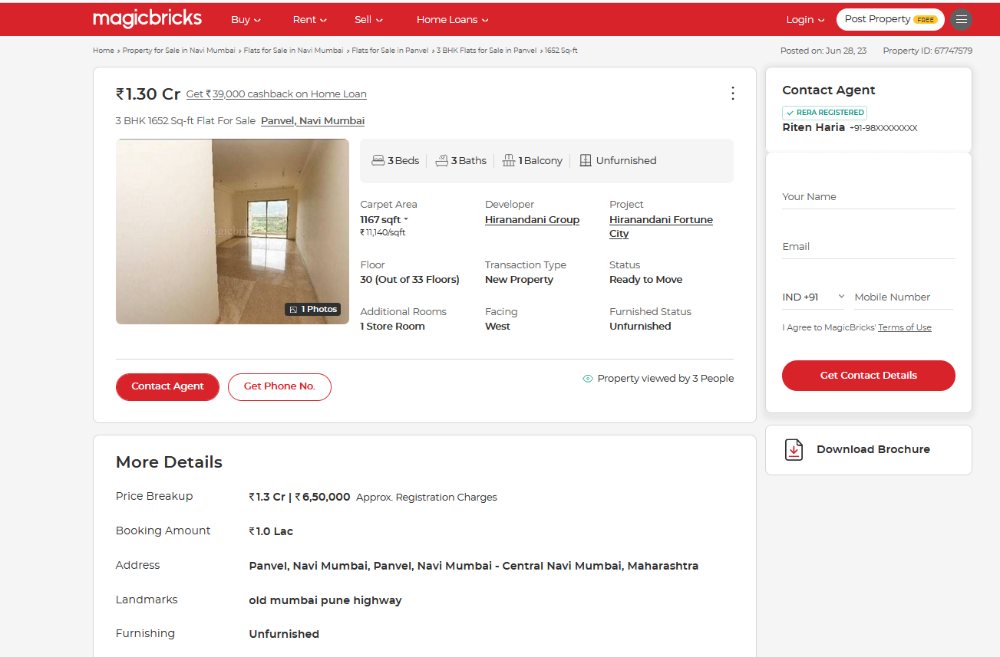 magicbricks
Buy
Rent
Sell
Home Loans
Login
Post Property FREE
Home › Property for Sale in Navi Mumbai › Flats for Sale in Navi Mumbai › Flats for Sale in Panvel › 3 BHK Flats for Sale in Panvel › 1652 Sq-ft
Posted on: Jun 28, 23 Property ID: 67747579
₹1.30 Cr Get ₹39,000 cashback on Home Loan
3 BHK 1652 Sq-ft Flat For Sale Panvel, Navi Mumbai
magicbricks
1 Photos
3 Beds
3 Baths
1 Balcony
Unfurnished
Carpet Area
1167 sqft
₹11,140/sqft
Developer
Hiranandani Group
Project
Hiranandani Fortune
City
Floor
30 (Out of 33 Floors)
Transaction Type
New Property
Status
Ready to Move
Additional Rooms
1 Store Room
Facing
West
Furnished Status
Unfurnished
Contact Agent
Get Phone No.
Property viewed by 3 People
Contact Agent
RERA REGISTERED
Riten Haria +91-98XXXXXXXX
Your Name
Email
IND +91
Mobile Number
I Agree to MagicBricks' Terms of Use
Get Contact Details
Download Brochure
More Details
Price Breakup ₹1.3 Cr | ₹6,50,000 Approx. Registration Charges
Booking Amount ₹1.0 Lac
Address Panvel, Navi Mumbai, Panvel, Navi Mumbai - Central Navi Mumbai, Maharashtra
Landmarks old mumbai pune highway
Furnishing Unfurnished